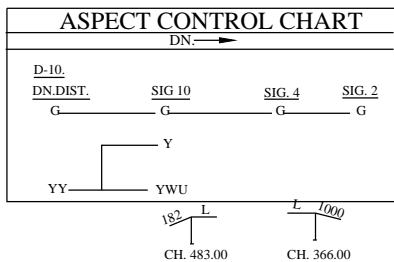 ASPECT CONTROL CHART
DN.
D-10.
DN.DIST. SIG 10 SIG. 4 SIG. 2
G G G G
Y
YY YWU
182 L L 1000
CH. 483.00 CH. 366.00